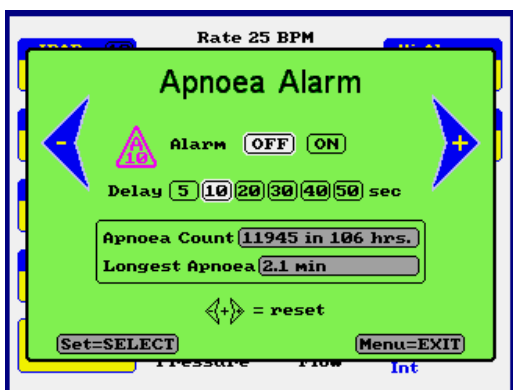 Rate 25 BPM
Apnoea Alarm
- +
A
10
Alarm OFF ON
Delay 5 10 20 30 40 50 sec
Apnoea Count 11945 in 106 hrs.
Longest Apnoea 2.1 min
<+> = reset
Set=SELECT Menu=EXIT
Pressure Flow Int